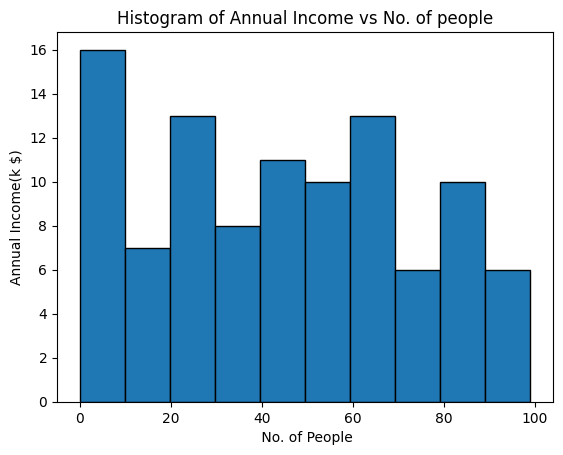 Histogram of Annual Income vs No. of people
Annual Income(k $)
16
14
12
10
8
6
4
2
0
0 20 40 60 80 100
No. of People